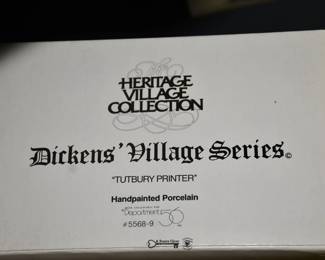 HERITAGE
VILLAGE
COLLECTION
Dickens' Village Series©
"TUTBURY PRINTER"
Handpainted Porcelain
Department 56
#5568-9